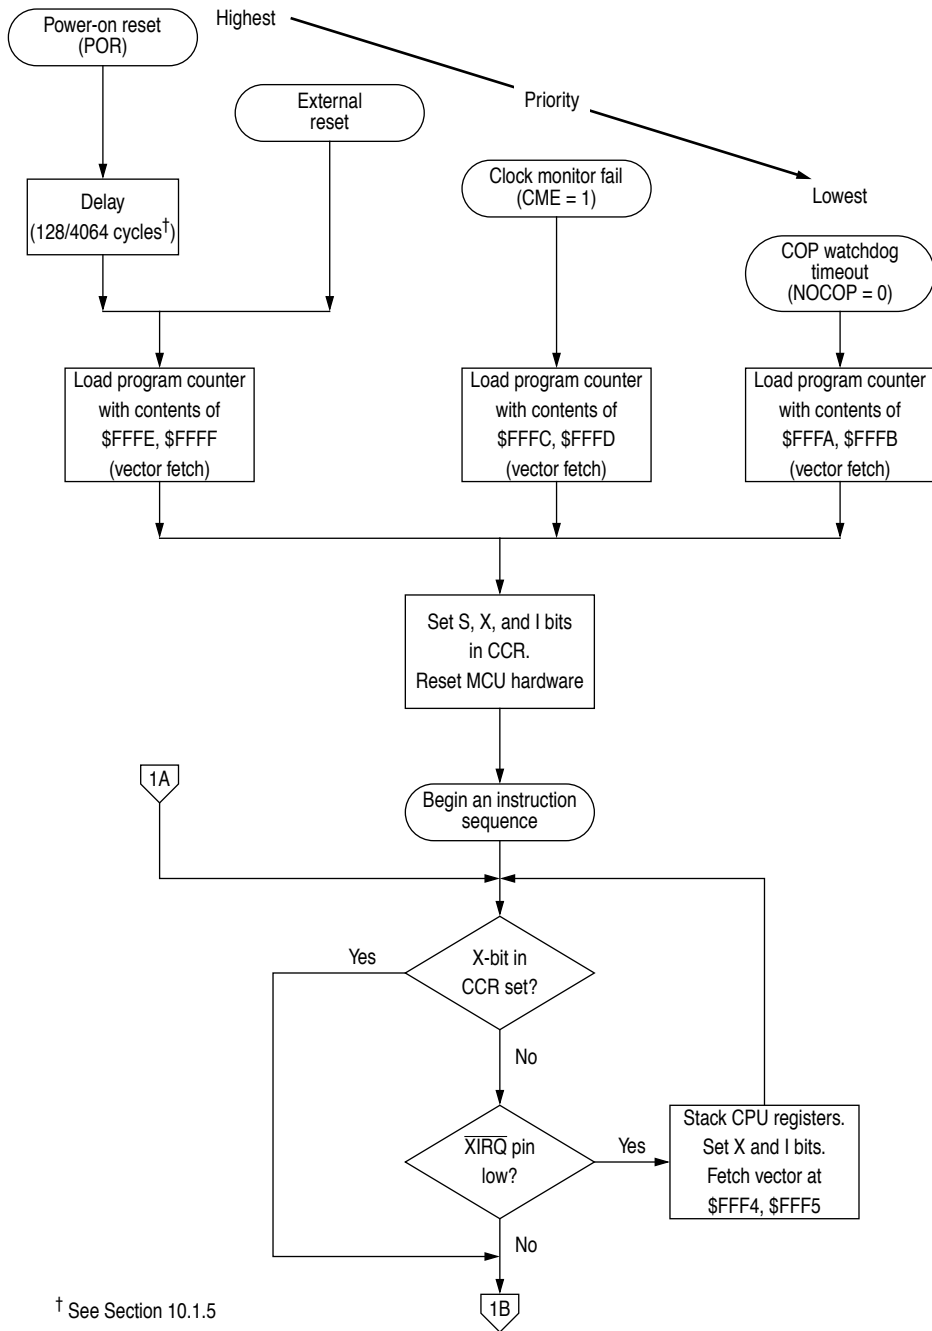 Power-on reset
(POR)
Highest
External
reset
Priority
Clock monitor fail
(CME = 1)
Lowest
Delay
(128/4064 cycles†)
COP watchdog
timeout
(NOCOP = 0)
Load program counter
with contents of
$FFFE, $FFFF
(vector fetch)
Load program counter
with contents of
$FFFC, $FFFD
(vector fetch)
Load program counter
with contents of
$FFFA, $FFFB
(vector fetch)
Set S, X, and I bits
in CCR.
Reset MCU hardware
1A
Begin an instruction
sequence
Yes
X-bit in
CCR set?
No
X̅I̅R̅Q̅ pin
low?
Yes
Stack CPU registers.
Set X and I bits.
Fetch vector at
$FFF4, $FFF5
No
1B
† See Section 10.1.5